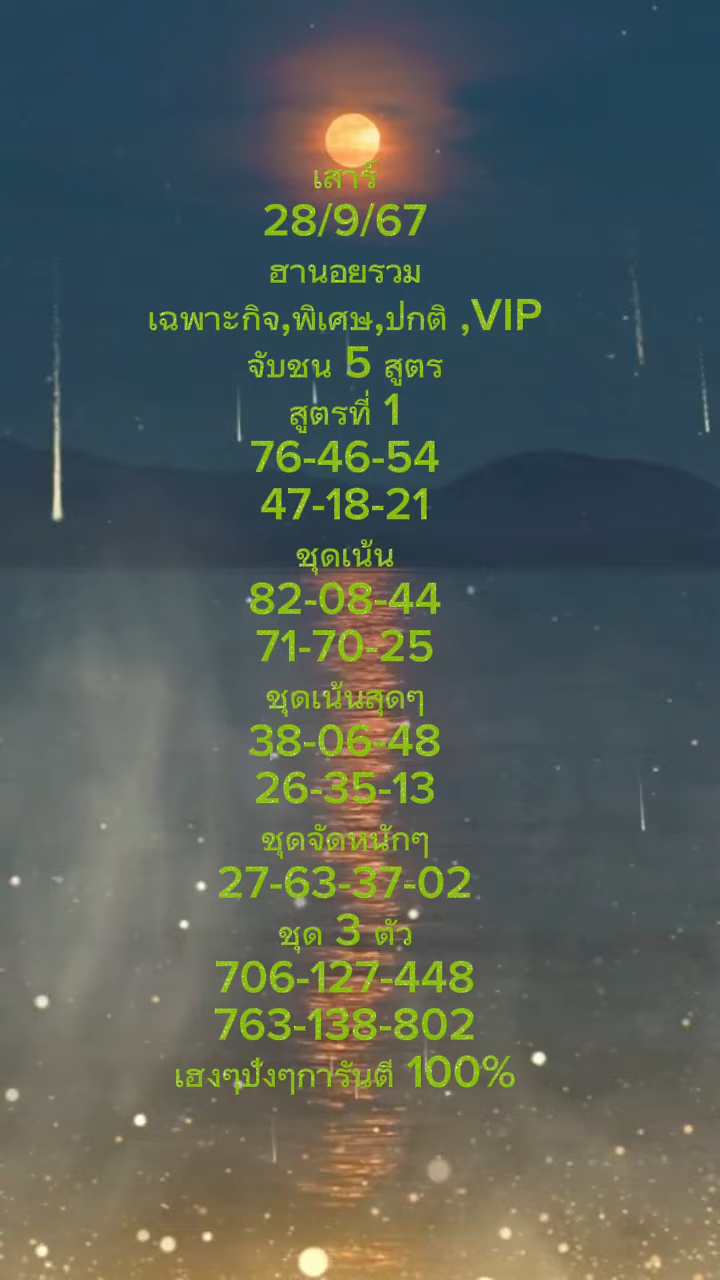 เสาร์
28/9/67
ฮานอยรวม
เฉพาะกิจ,พิเศษ,ปกติ ,VIP
จับชน 5 สูตร
สูตรที่ 1
76-46-54
47-18-21
ชุดเน้น
82-08-44
71-70-25
ชุดเน้นสุดๆ
38-06-48
26-35-13
ชุดจัดหนักๆ
27-63-37-02
ชุด 3 ตัว
706-127-448
763-138-802
เฮงๆปังๆการันตี 100%